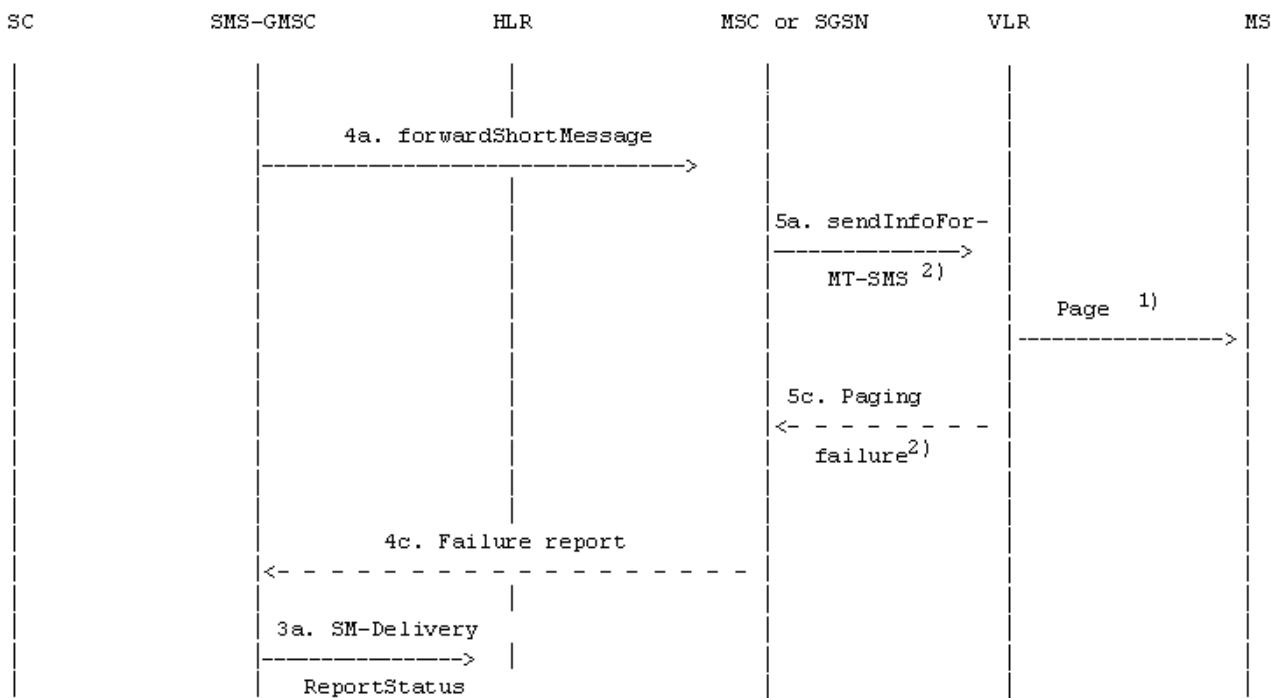 SC SMS-GMSC HLR MSC or SGSN VLR MS
4a. forwardShortMessage
5a. sendInfoFor-
MT-SMS 2)
Page 1)
5c. Paging
failure2)
4c. Failure report
3a. SM-Delivery
ReportStatus